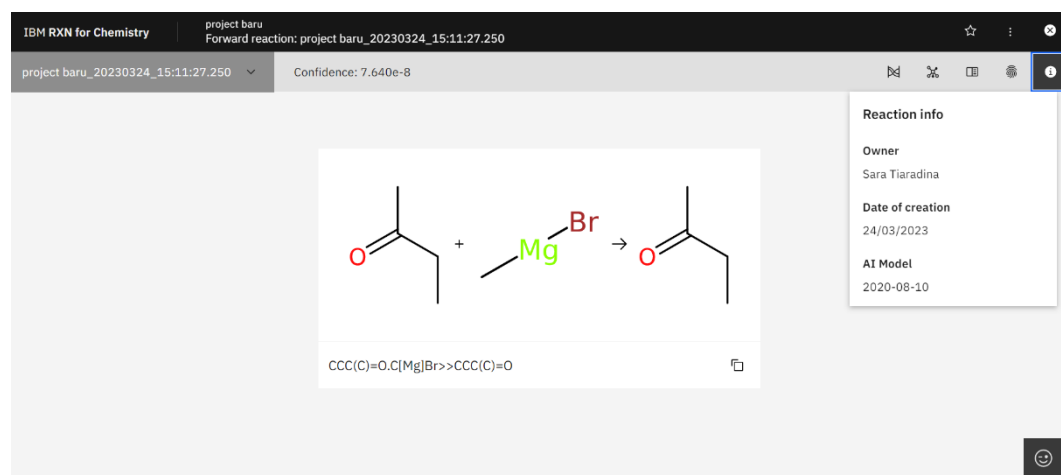 IBM RXN for Chemistry
project baru
Forward reaction: project baru_20230324_15:11:27.250
project baru_20230324_15:11:27.250
Confidence: 7.640e-8
Reaction info
Owner
Sara Tiaradina
Date of creation
24/03/2023
AI Model
2020-08-10
O
+
Mg
Br
→
O
CCC(C)=O.C[Mg]Br>>CCC(C)=O